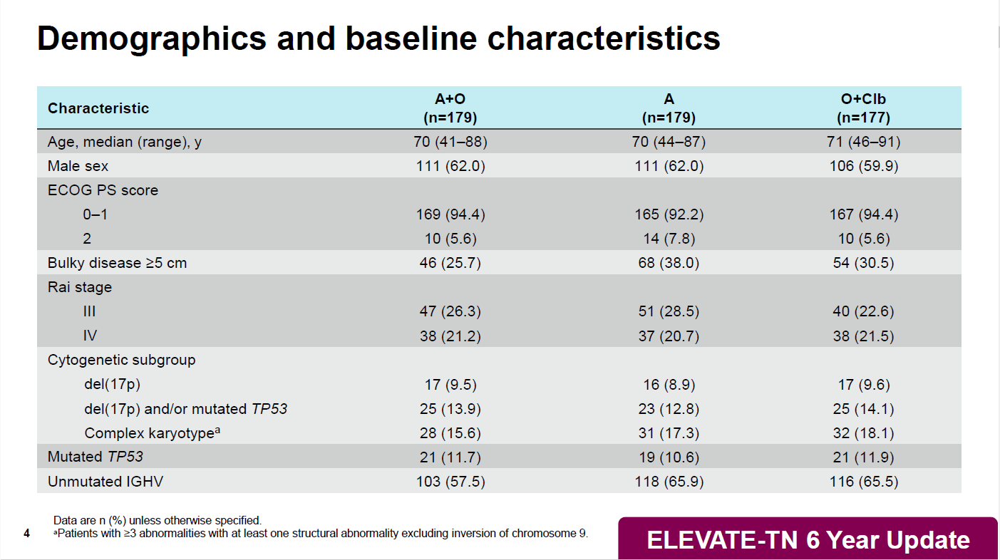 Demographics and baseline characteristics
Characteristic A+O (n=179) A (n=179) O+Clb (n=177)
Age, median (range), y 70 (41–88) 70 (44–87) 71 (46–91)
Male sex 111 (62.0) 111 (62.0) 106 (59.9)
ECOG PS score
0–1 169 (94.4) 165 (92.2) 167 (94.4)
2 10 (5.6) 14 (7.8) 10 (5.6)
Bulky disease ≥5 cm 46 (25.7) 68 (38.0) 54 (30.5)
Rai stage
III 47 (26.3) 51 (28.5) 40 (22.6)
IV 38 (21.2) 37 (20.7) 38 (21.5)
Cytogenetic subgroup
del(17p) 17 (9.5) 16 (8.9) 17 (9.6)
del(17p) and/or mutated TP53 25 (13.9) 23 (12.8) 25 (14.1)
Complex karyotypeᵃ 28 (15.6) 31 (17.3) 32 (18.1)
Mutated TP53 21 (11.7) 19 (10.6) 21 (11.9)
Unmutated IGHV 103 (57.5) 118 (65.9) 116 (65.5)
Data are n (%) unless otherwise specified.
4 ᵃPatients with ≥3 abnormalities with at least one structural abnormality excluding inversion of chromosome 9.
ELEVATE-TN 6 Year Update